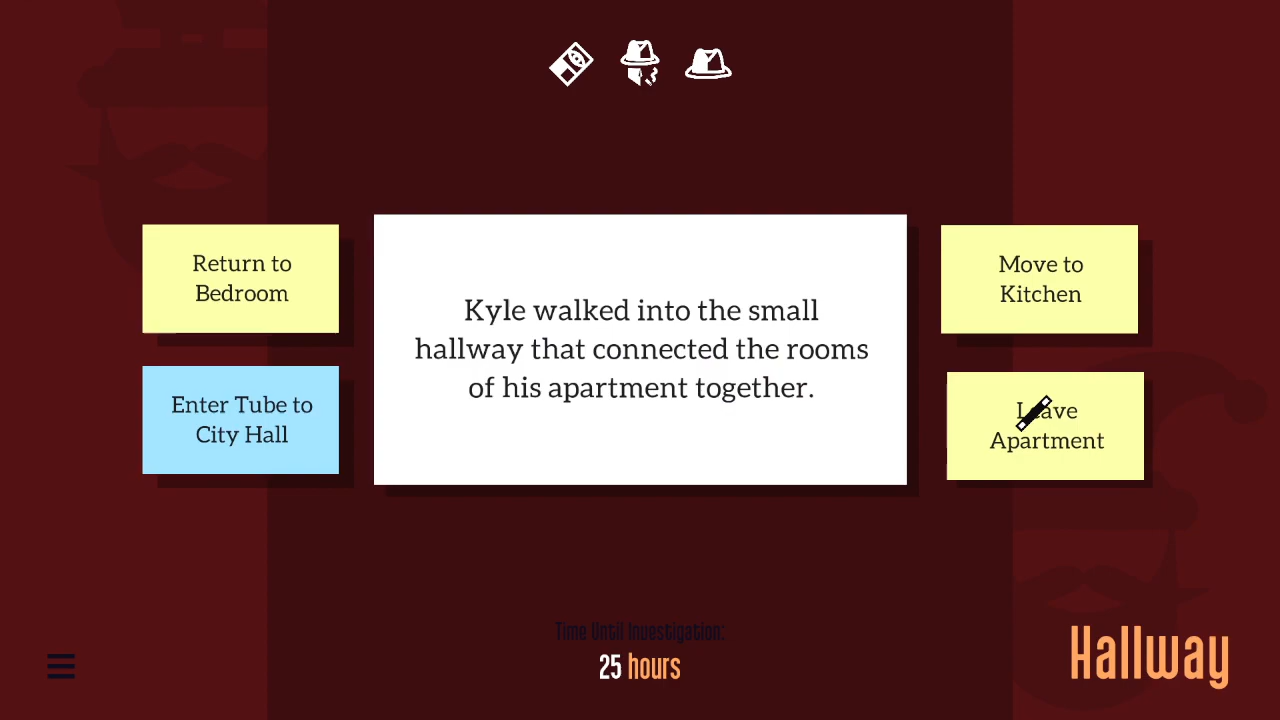 Return to
Bedroom
Enter Tube to
City Hall
Kyle walked into the small
hallway that connected the rooms
of his apartment together.
Move to
Kitchen
Leave
Apartment
Time Until Investigation:
25 hours
Hallway